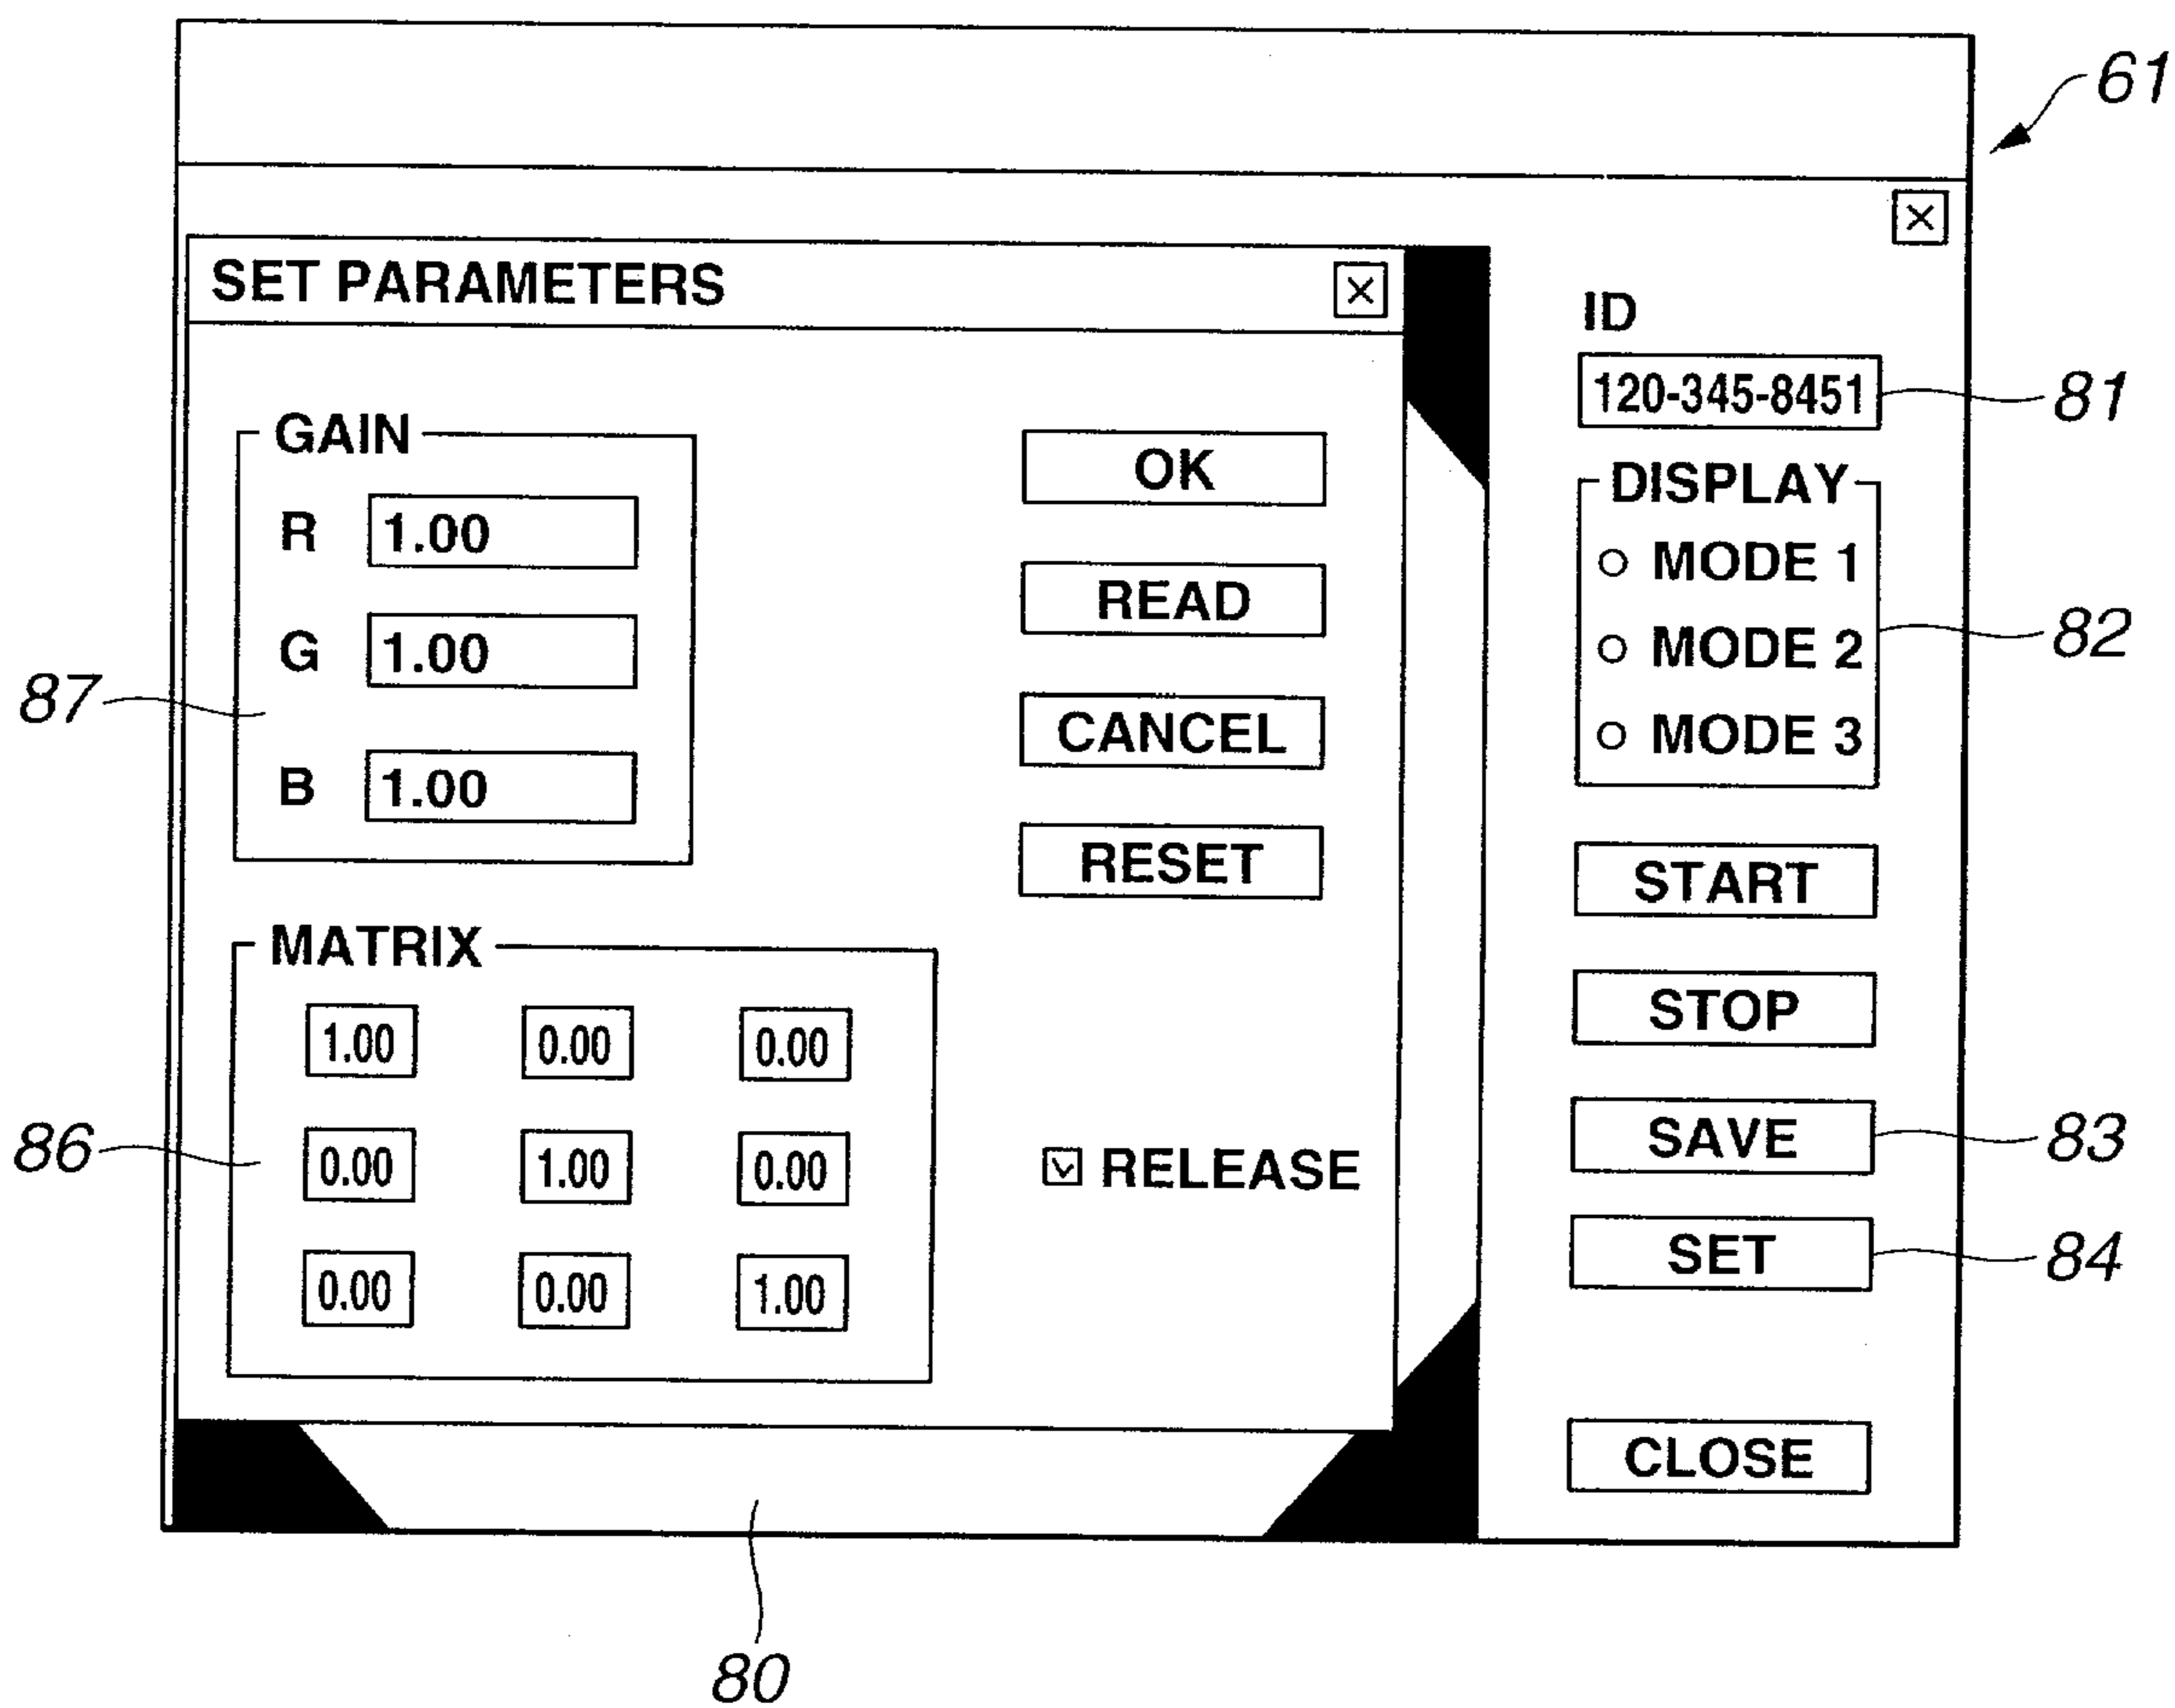 61
SET PARAMETERS
ID
120-345-8451
81
GAIN
R 1.00
G 1.00
B 1.00
87
OK
READ
CANCEL
RESET
DISPLAY
MODE 1
MODE 2
MODE 3
82
START
STOP
SAVE
83
SET
84
CLOSE
MATRIX
1.00 0.00 0.00
0.00 1.00 0.00
0.00 0.00 1.00
86
RELEASE
80